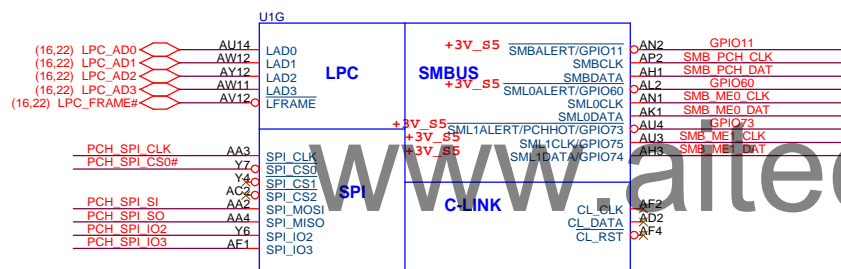 U1G
(16,22) LPC_AD0 AU14 LAD0
(16,22) LPC_AD1 AW12 LAD1
(16,22) LPC_AD2 AY12 LAD2
(16,22) LPC_AD3 AW11 LAD3
(16,22) LPC_FRAME# AV12 LFRAME
LPC
PCH_SPI_CLK AA3 SPI_CLK
PCH_SPI_CS0# Y7 SPI_CS0
Y4 SPI_CS1
AC2 SPI_CS2
PCH_SPI_SI AA2 SPI_MOSI
PCH_SPI_SO AA4 SPI_MISO
PCH_SPI_IO2 Y6 SPI_IO2
PCH_SPI_IO3 AF1 SPI_IO3
SPI
SMBUS
+3V_S5 SMBALERT/GPIO11 AN2 GPIO11
SMBCLK AP2 SMB_PCH_CLK
SMBDATA AH1 SMB_PCH_DAT
+3V_S5 SML0ALERT/GPIO60 AL2 GPIO60
SML0CLK AN1 SMB_ME0_CLK
SML0DATA AK1 SMB_ME0_DAT
+3V_S5 SML1ALERT/PCHHOT/GPIO73 AU4 GPIO73
+3V_S5 SML1CLK/GPIO75 AU3 SMB_ME1_CLK
+3V_S5 SML1DATA/GPIO74 AH3 SMB_ME1_DAT
C-LINK
CL_CLK AF2
CL_DATA AD2
CL_RST AF4
www.aitec